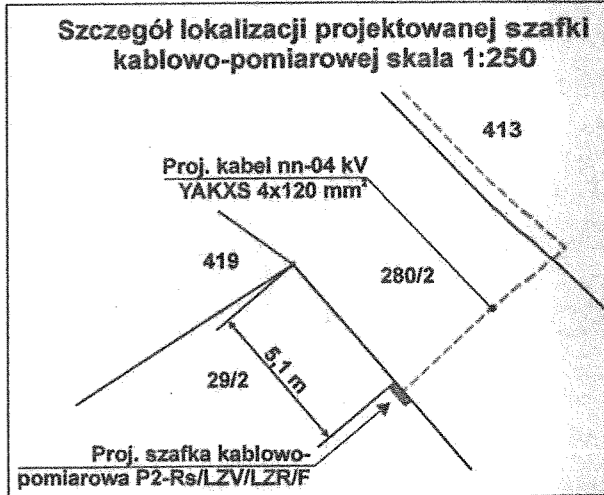 Szczegół lokalizacji projektowanej szafki
kablowo-pomiarowej skala 1:250
413
Proj. kabel nn-04 kV
YAKXS 4x120 mm²
419
280/2
5,1 m
29/2
Proj. szafka kablowo-
pomiarowa P2-Rs/LZV/LZR/F